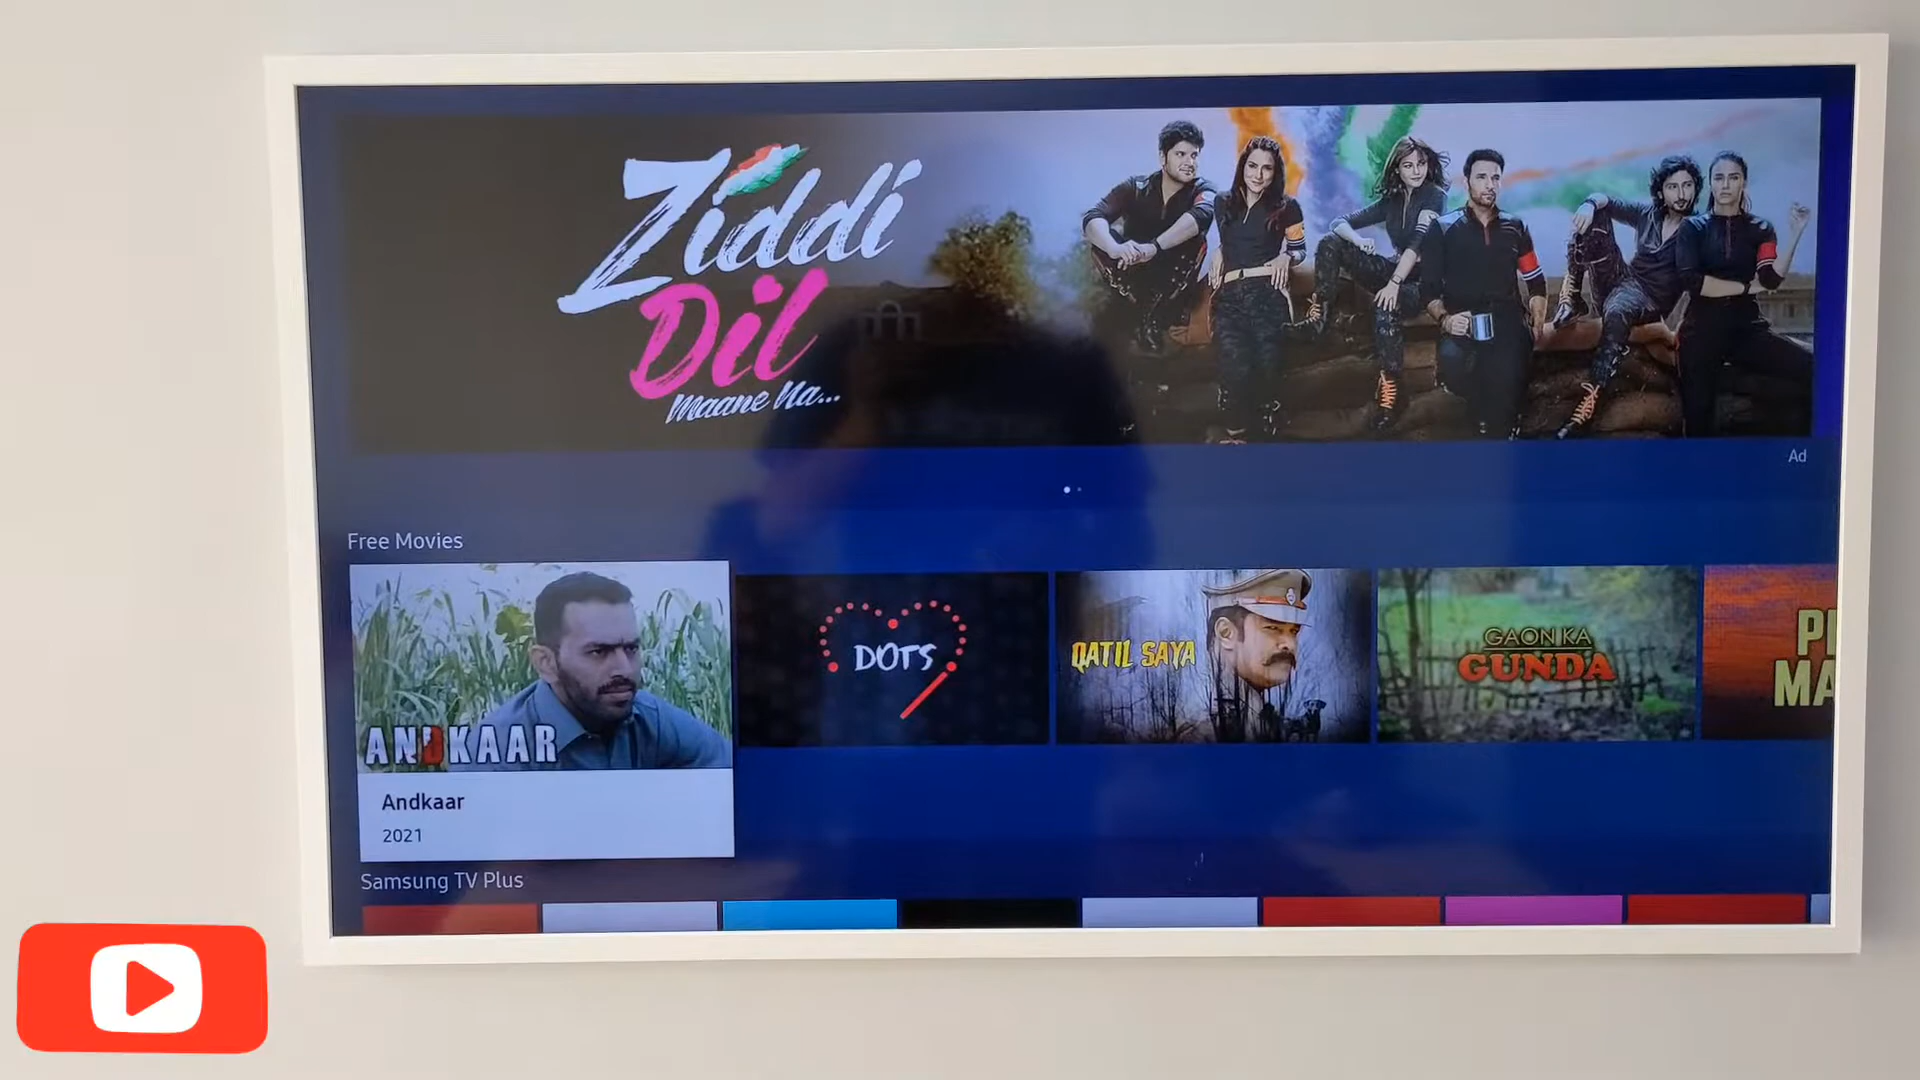 Ziddi
Dil
Maane Na...
Ad
Free Movies
ANDKAAR
DOTS
QATIL SAYA
GAON KA
GUNDA
Andkaar
2021
Samsung TV Plus